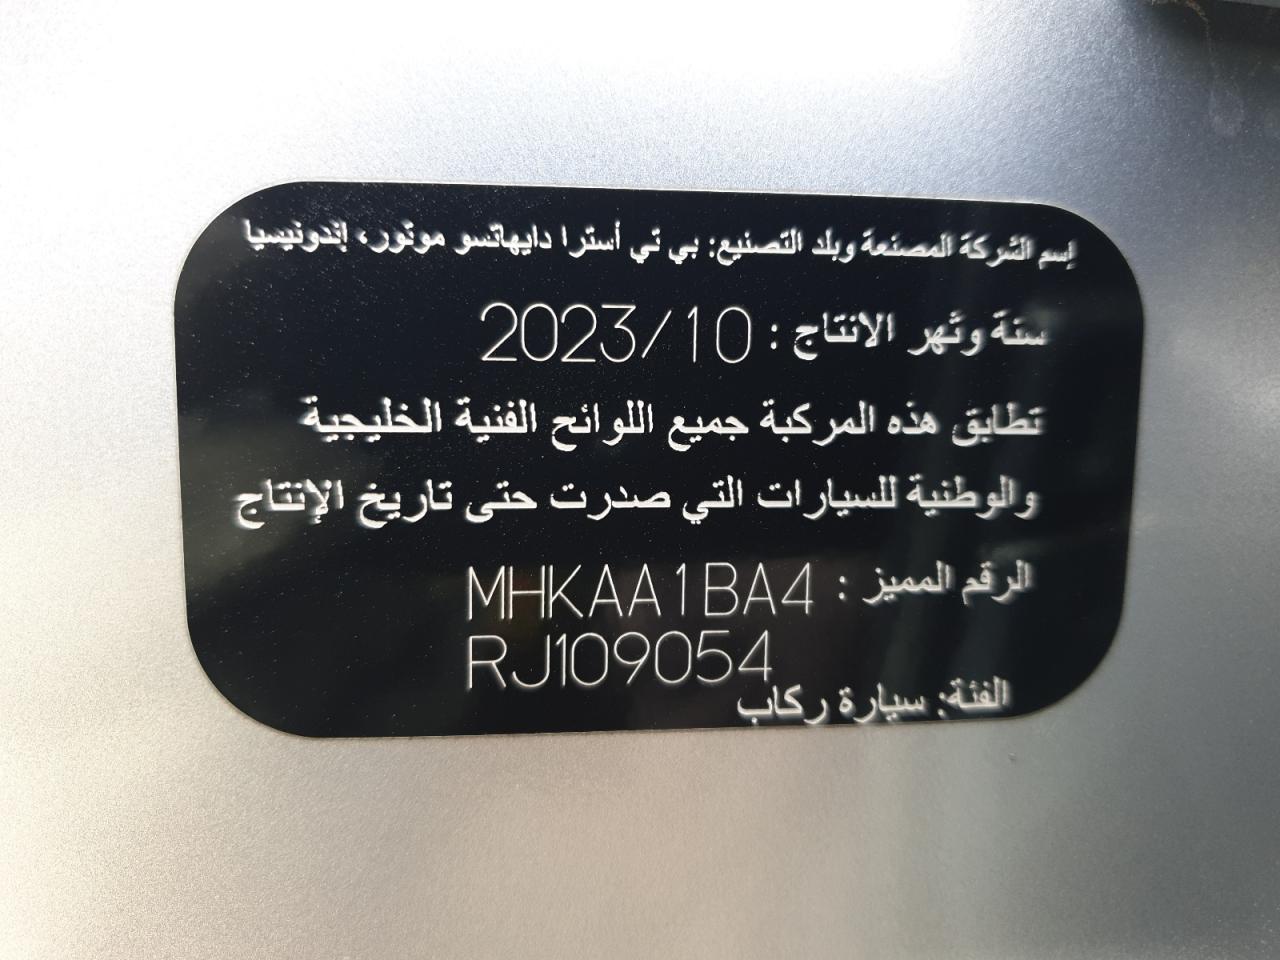 إسم الشركة المصنعة وبلد التصنيع: بي تي أسترا دايهاتسو موتور، إندونيسيا
سنة وشهر الانتاج : 2023/10
تطابق هذه المركبة جميع اللوائح الفنية الخليجية
والوطنية للسيارات التي صدرت حتى تاريخ الإنتاج
الرقم المميز : MHKAA1BA4
RJ109054
الفئة: سيارة ركاب